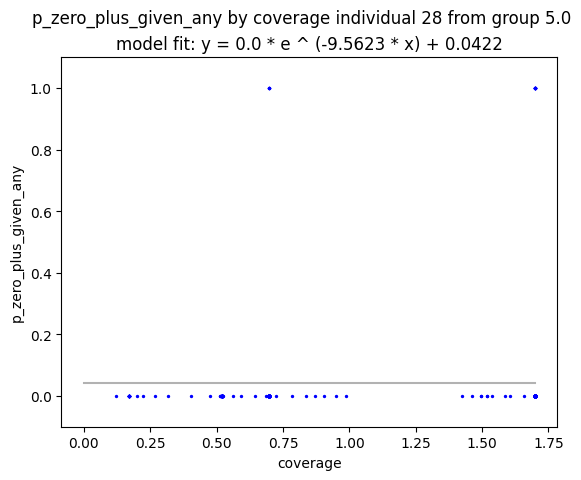 p_zero_plus_given_any by coverage individual 28 from group 5.0
model fit: y = 0.0 * e ^ (-9.5623 * x) + 0.0422
1.0
0.8
0.6
0.4
0.2
0.0
p_zero_plus_given_any
0.00 0.25 0.50 0.75 1.00 1.25 1.50 1.75
coverage